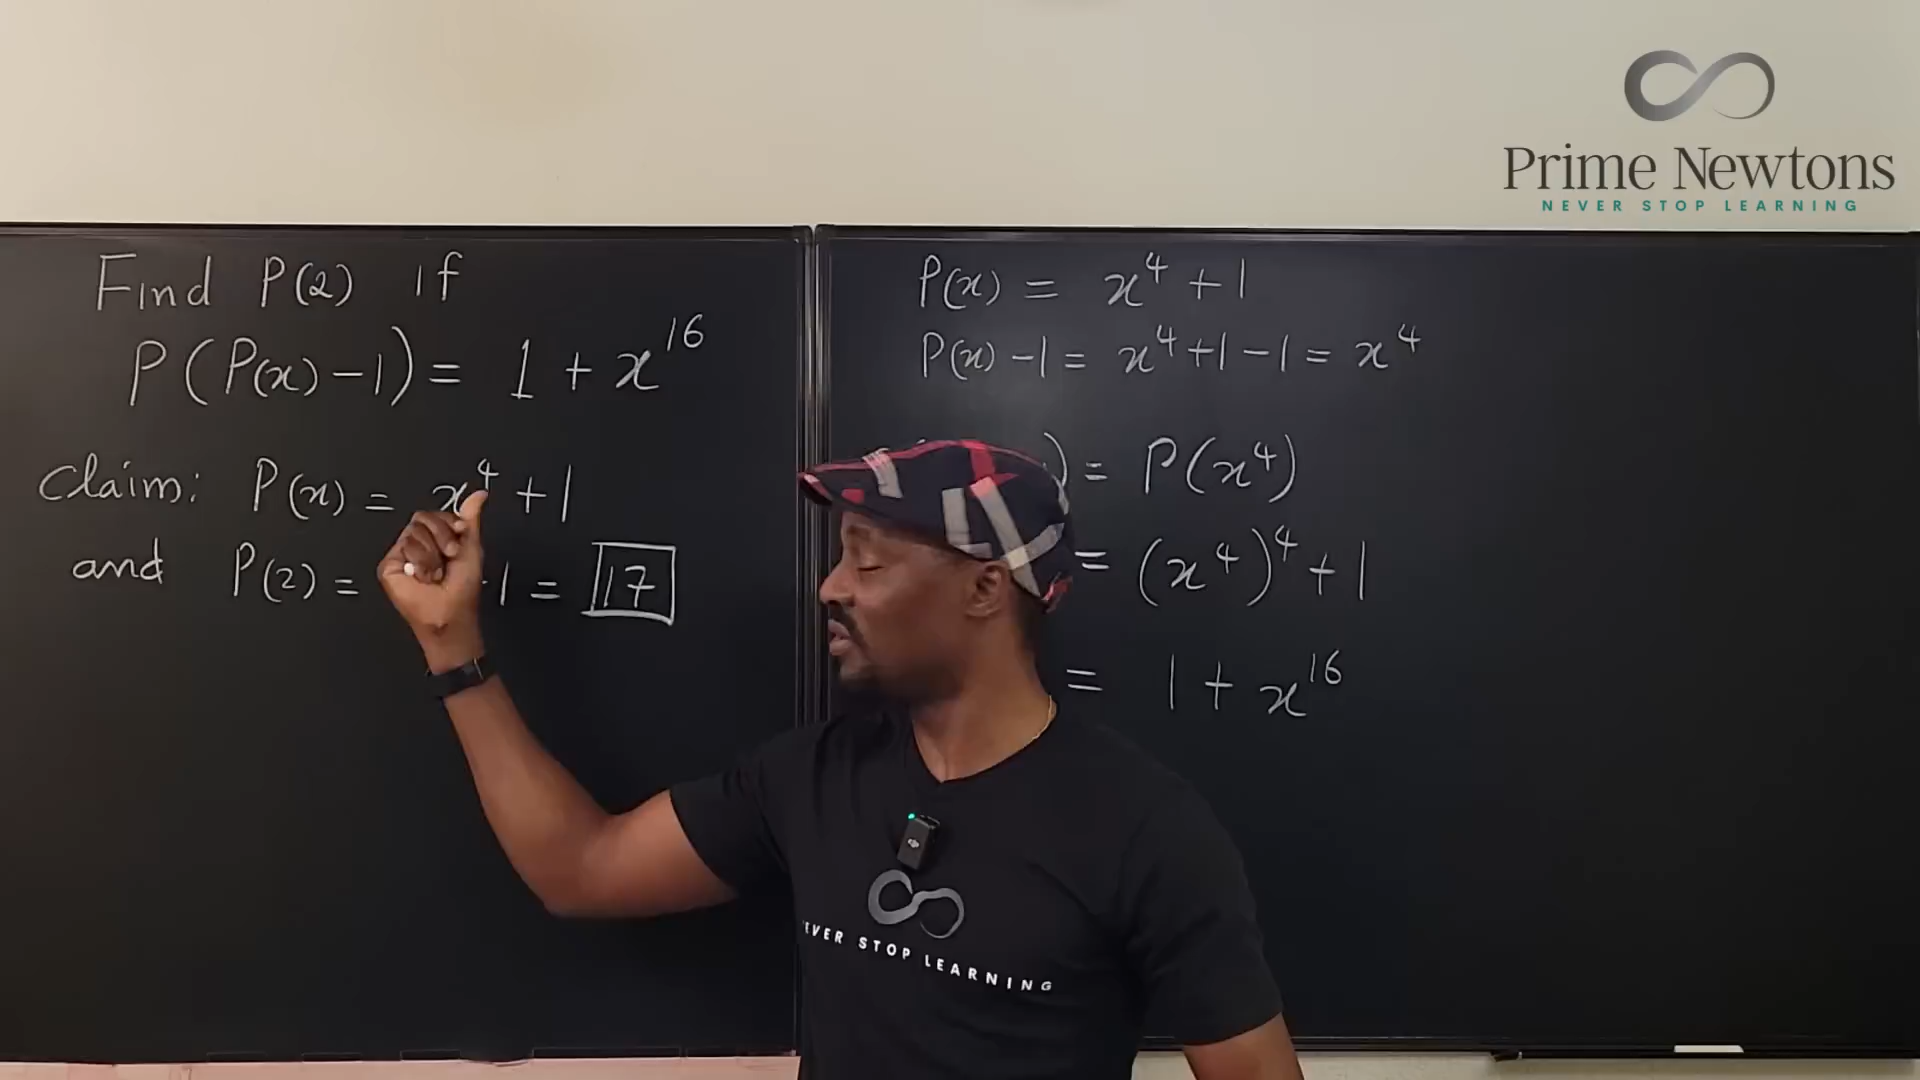 Prime Newtons
NEVER STOP LEARNING
Find P(2) if
P(P(x)-1) = 1 + x^16
Claim: P(x) = x^4 + 1
and P(2) = -1 = 17
P(x) = x^4 + 1
P(x) - 1 = x^4 + 1 - 1 = x^4
) = P(x^4)
= (x^4)^4 + 1
= 1 + x^16
EVER STOP LEARNING